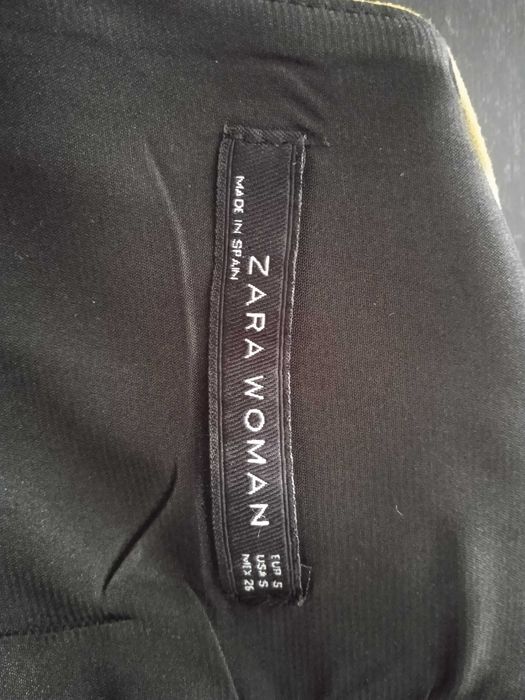 ZARA WOMAN
MADE IN SPAIN
EUR S
USA S
MEX 26